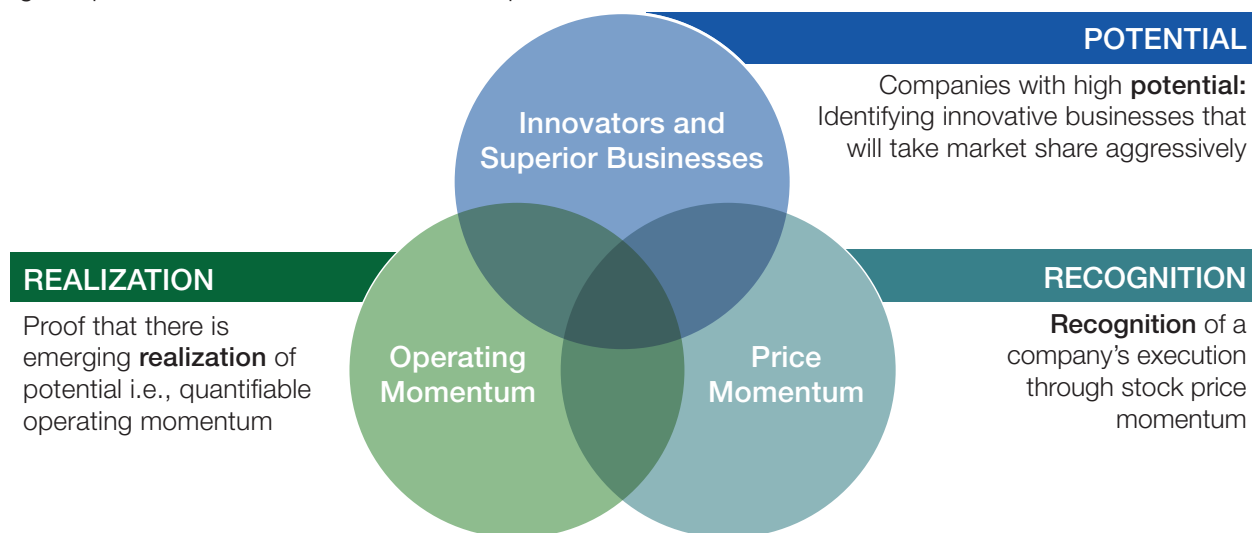 POTENTIAL
Companies with high potential:
Identifying innovative businesses that
will take market share aggressively
Innovators and
Superior Businesses
REALIZATION
Proof that there is
emerging realization of
potential i.e., quantifiable
operating momentum
Operating
Momentum
Price
Momentum
RECOGNITION
Recognition of a
company’s execution
through stock price
momentum